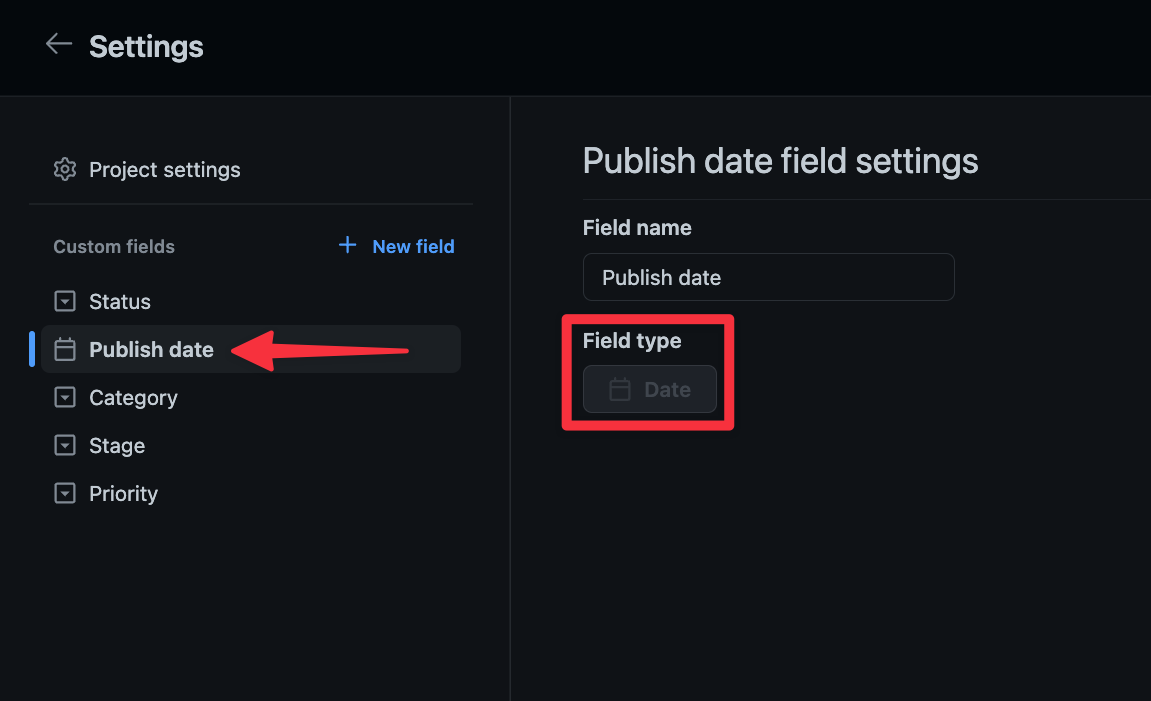 Settings
Project settings
Custom fields
New field
Status
Publish date
Category
Stage
Priority
Publish date field settings
Field name
Publish date
Field type
Date